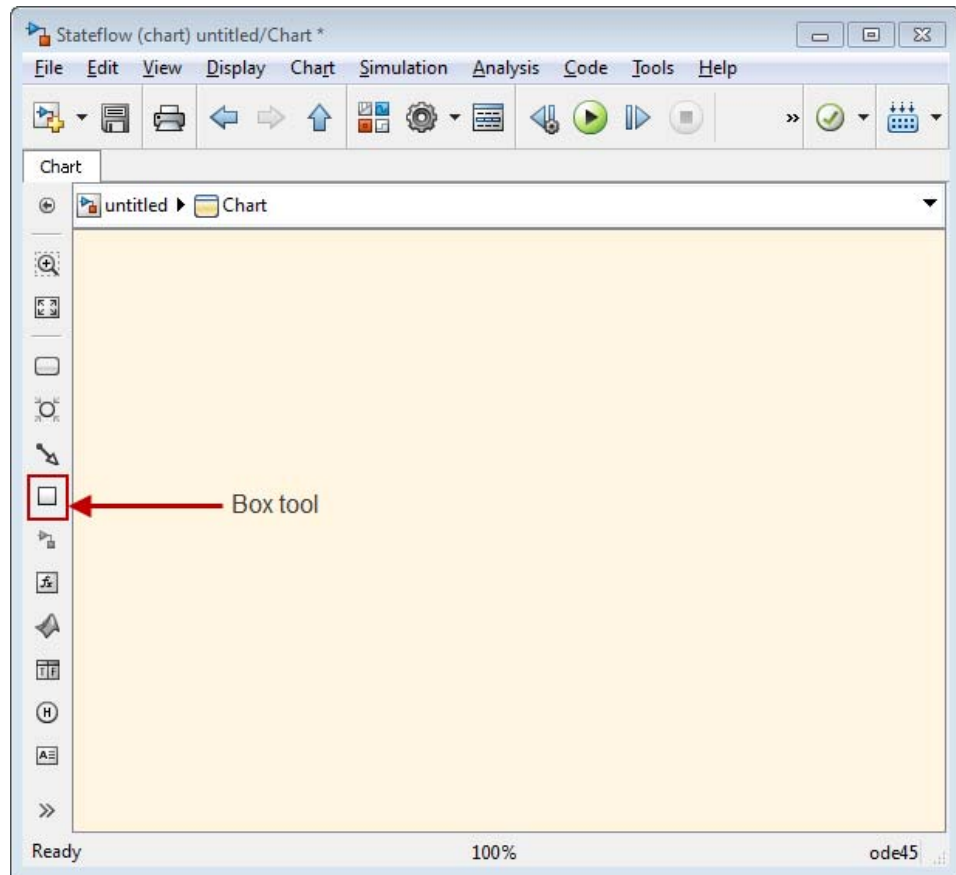 Stateflow (chart) untitled/Chart *
File Edit View Display Chart Simulation Analysis Code Tools Help
»
Chart
untitled Chart
Box tool
fx
T F
H
A
»
Ready 100% ode45